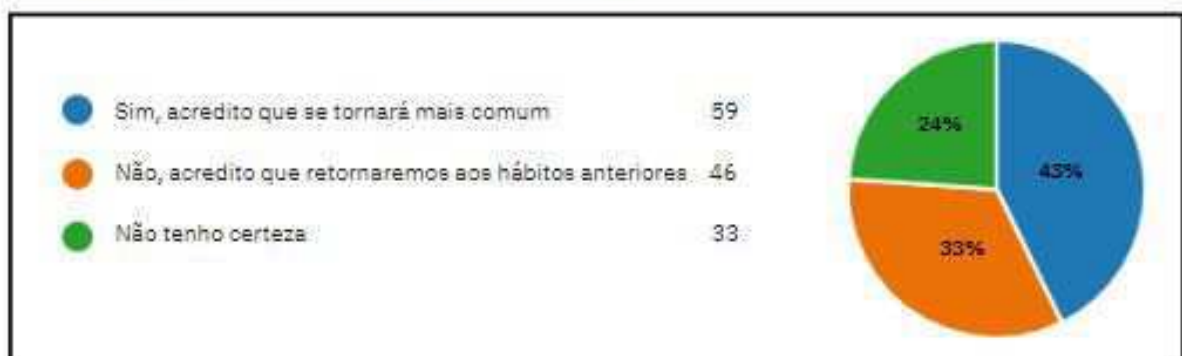 Sim, acredito que se tornará mais comum 59
Não, acredito que retornaremos aos hábitos anteriores 46
Não tenho certeza 33
24%
43%
33%